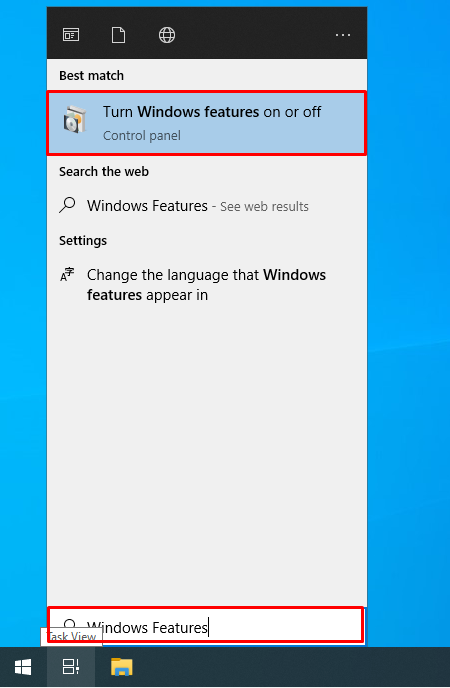 Best match
Turn Windows features on or off
Control panel
Search the web
Windows Features - See web results
Settings
Change the language that Windows
features appear in
Windows Features
Task View